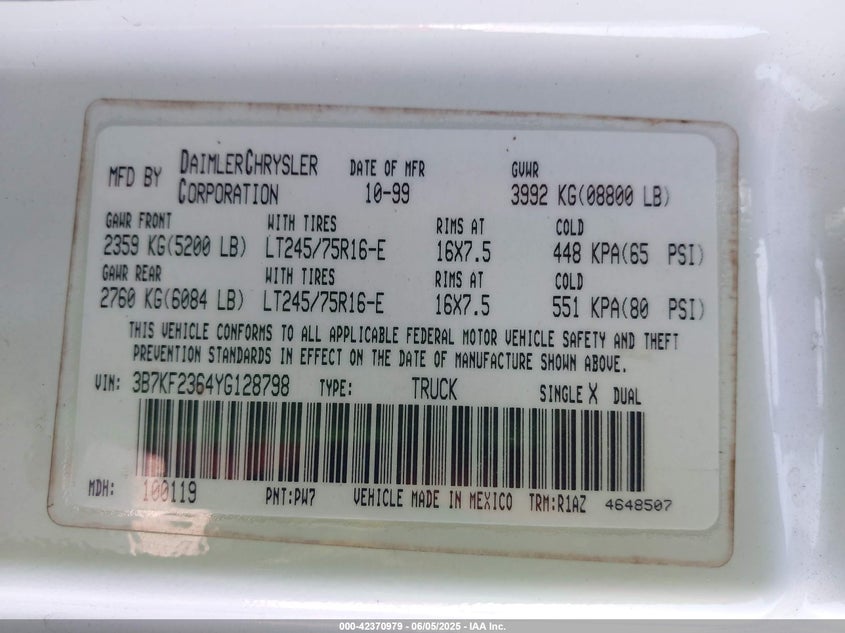 MFD BY DAIMLERCHRYSLER CORPORATION DATE OF MFR 10-99 GVWR 3992 KG(08800 LB)
GAWR FRONT WITH TIRES RIMS AT COLD
2359 KG(5200 LB) LT245/75R16-E 16X7.5 448 KPA(65 PSI)
GAWR REAR WITH TIRES RIMS AT COLD
2760 KG(6084 LB) LT245/75R16-E 16X7.5 551 KPA(80 PSI)
THIS VEHICLE CONFORMS TO ALL APPLICABLE FEDERAL MOTOR VEHICLE SAFETY AND THEFT
PREVENTION STANDARDS IN EFFECT ON THE DATE OF MANUFACTURE SHOWN ABOVE.
VIN: 3B7KF2364YG128798 TYPE: TRUCK SINGLE X DUAL
MDH: 100119 PNT:PW7 VEHICLE MADE IN MEXICO TRM:R1AZ 4648507
000-42370979 - 06/05/2025 - IAA Inc.